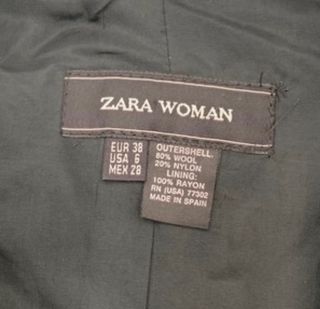 ZARA WOMAN
EUR 38
USA 6
MEX 28
OUTERSHELL:
80% WOOL
20% NYLON
LINING:
100% RAYON
RN (USA) 77302
MADE IN SPAIN